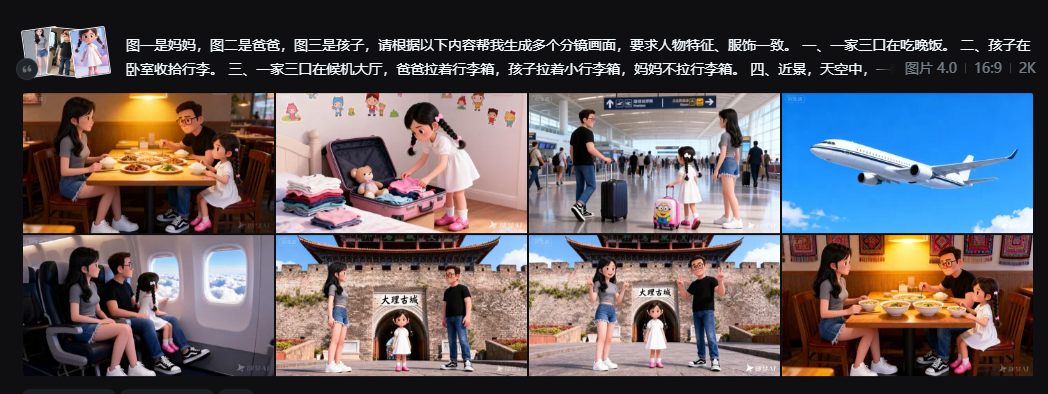 图一是妈妈，图二是爸爸，图三是孩子，请根据以下内容帮我生成多个分镜画面，要求人物特征、服饰一致。 一、一家三口在吃晚饭。 二、孩子在
卧室收拾行李。 三、一家三口在候机大厅，爸爸拉着行李箱，孩子拉着小行李箱，妈妈不拉行李箱。 四、近景，天空中，一 图片 4.0 | 16:9 | 2K
大理古城
大理古城